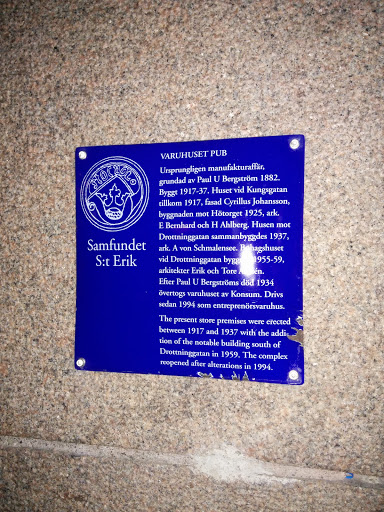 STOCKHOLM
Samfundet
S:t Erik
VARUHUSET PUB
Ursprungligen manufakturaffär,
grundad av Paul U Bergström 1882.
Byggt 1917-37. Huset vid Kungsgatan
tillkom 1917, fasad Cyrillus Johansson,
byggnaden mot Hötorget 1925, ark.
E Bernhard och H Ahlberg. Husen mot
Drottninggatan sammanbyggdes 1937,
ark. A von Schmalensee.
vid Drottninggatan 1955-59,
arkitekter Erik och Tore
Efter Paul U Bergströms död 1934
övertogs varuhuset av Konsum. Drivs
sedan 1994 som entreprenörsvaruhus.
The present store premises were erected
between 1917 and 1937 with the addi-
tion of the notable building south of
Drottninggatan in 1959. The complex
reopened after alterations in 1994.